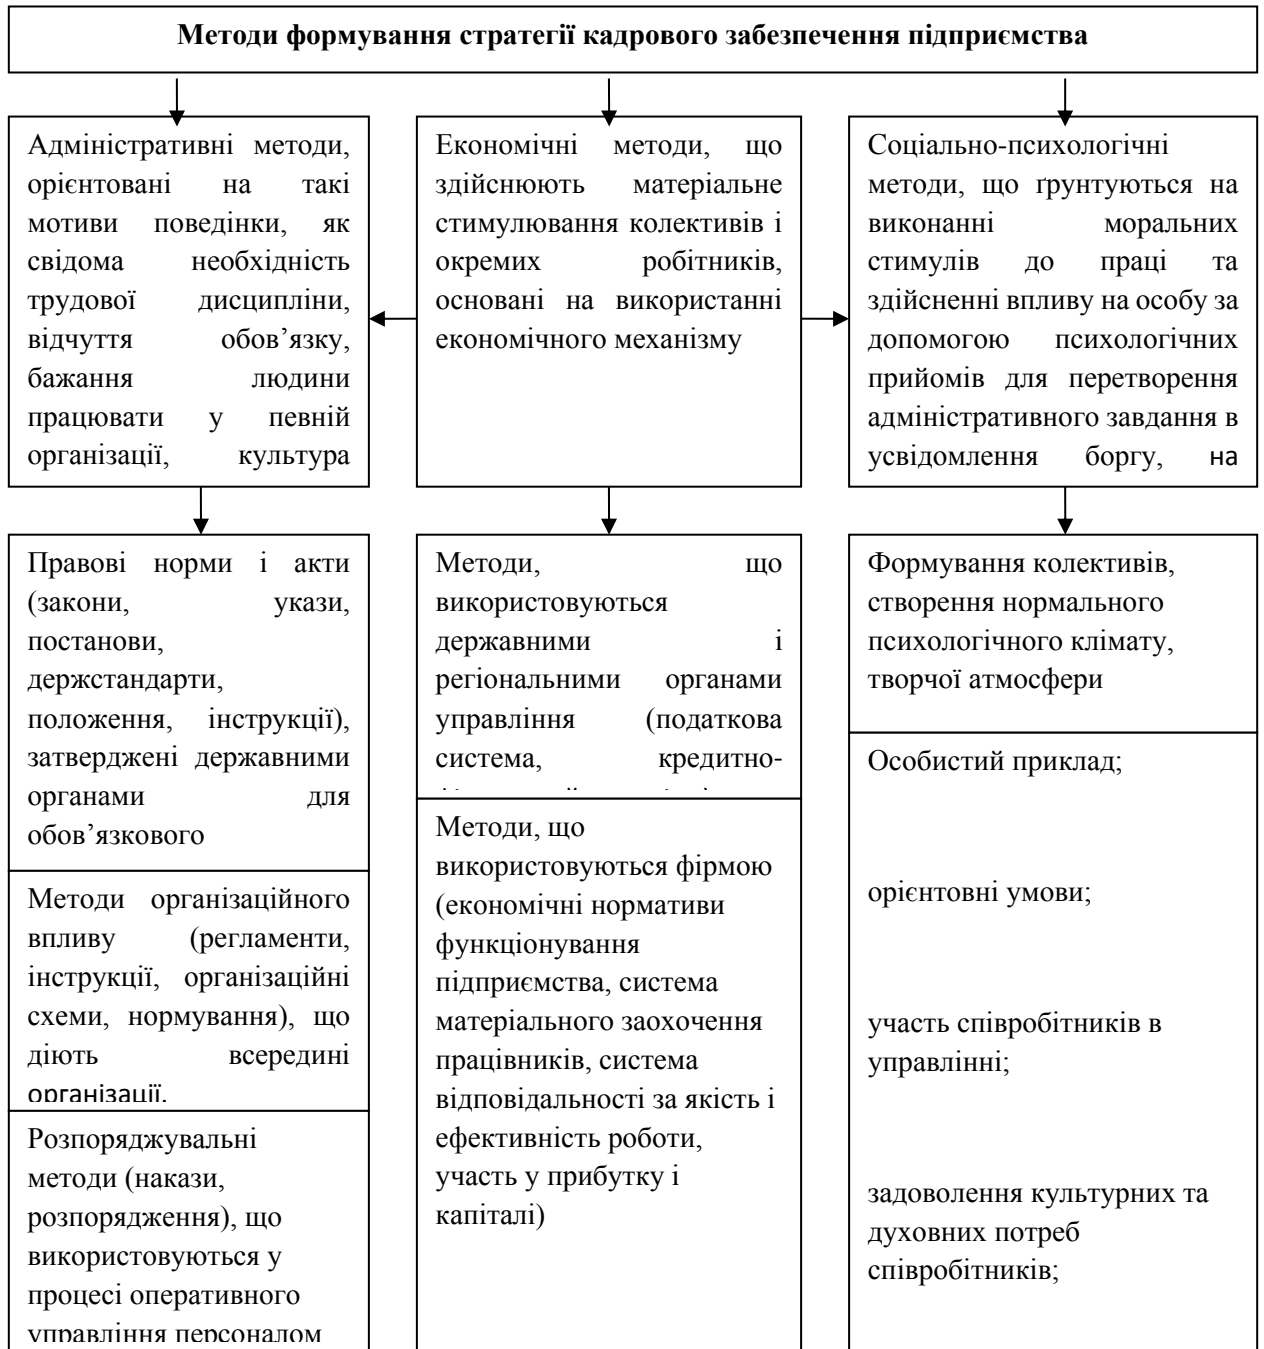 Методи формування стратегії кадрового забезпечення підприємства
Адміністративні методи,
орієнтовані на такі
мотиви поведінки, як
свідома необхідність
трудової дисципліни,
відчуття обов’язку,
бажання людини
працювати у певній
організації, культура
Економічні методи, що
здійснюють матеріальне
стимулювання колективів і
окремих робітників,
основані на використанні
економічного механізму
Соціально-психологічні
методи, що ґрунтуються на
виконанні моральних
стимулів до праці та
здійсненні впливу на особу за
допомогою психологічних
прийомів для перетворення
адміністративного завдання в
усвідомлення боргу, на
Правові норми і акти
(закони, укази,
постанови,
держстандарти,
положення, інструкції),
затверджені державними
органами для
обов’язкового
Методи організаційного
впливу (регламенти,
інструкції, організаційні
схеми, нормування), що
діють всередині
організації.
Розпоряджувальні
методи (накази,
розпорядження), що
використовуються у
процесі оперативного
управління персоналом
Методи, що
використовуються
державними і
регіональними органами
управління (податкова
система, кредитно-
Методи, що
використовуються фірмою
(економічні нормативи
функціонування
підприємства, система
матеріального заохочення
працівників, система
відповідальності за якість і
ефективність роботи,
участь у прибутку і
капіталі)
Формування колективів,
створення нормального
психологічного клімату,
творчої атмосфери
Особистий приклад;
орієнтовні умови;
участь співробітників в
управлінні;
задоволення культурних та
духовних потреб
співробітників;